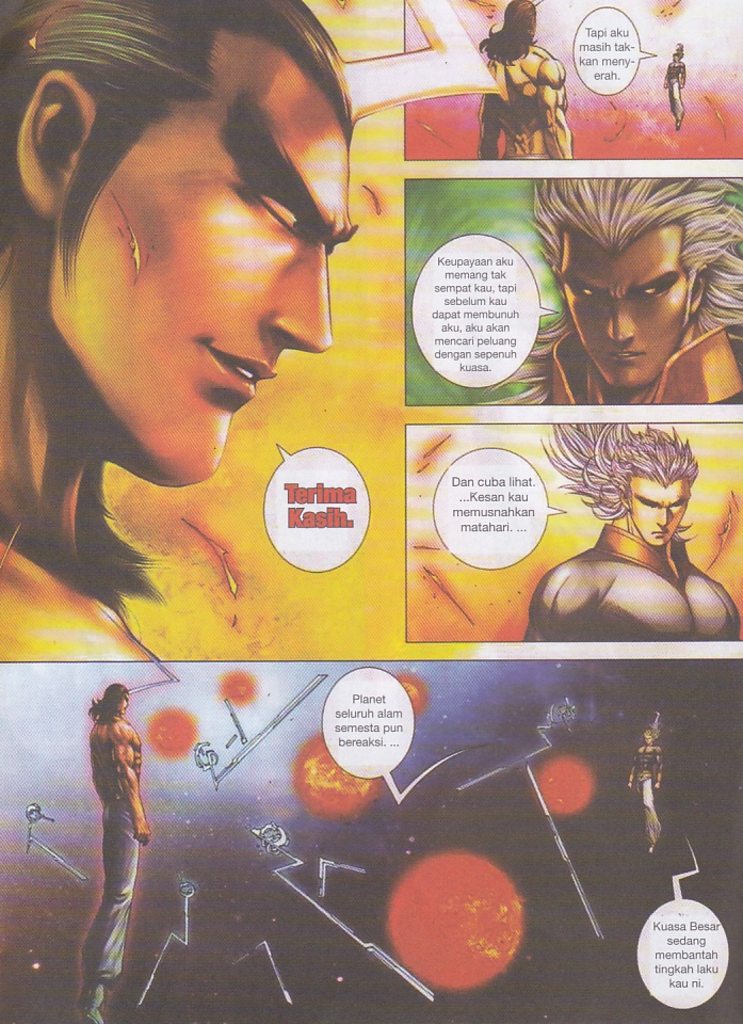 Terima
Kasih.
Tapi aku
masih tak-
kan meny-
erah.
Keupayaan aku
memang tak
sempat kau, tapi
sebelum kau
dapat membunuh
aku, aku akan
mencari peluang
dengan sepenuh
kuasa.
Dan cuba lihat.
...Kesan kau
memusnahkan
matahari. ...
Planet
seluruh alam
semesta pun
bereaksi. ...
Kuasa Besar
sedang
membantah
tingkah laku
kau ni.